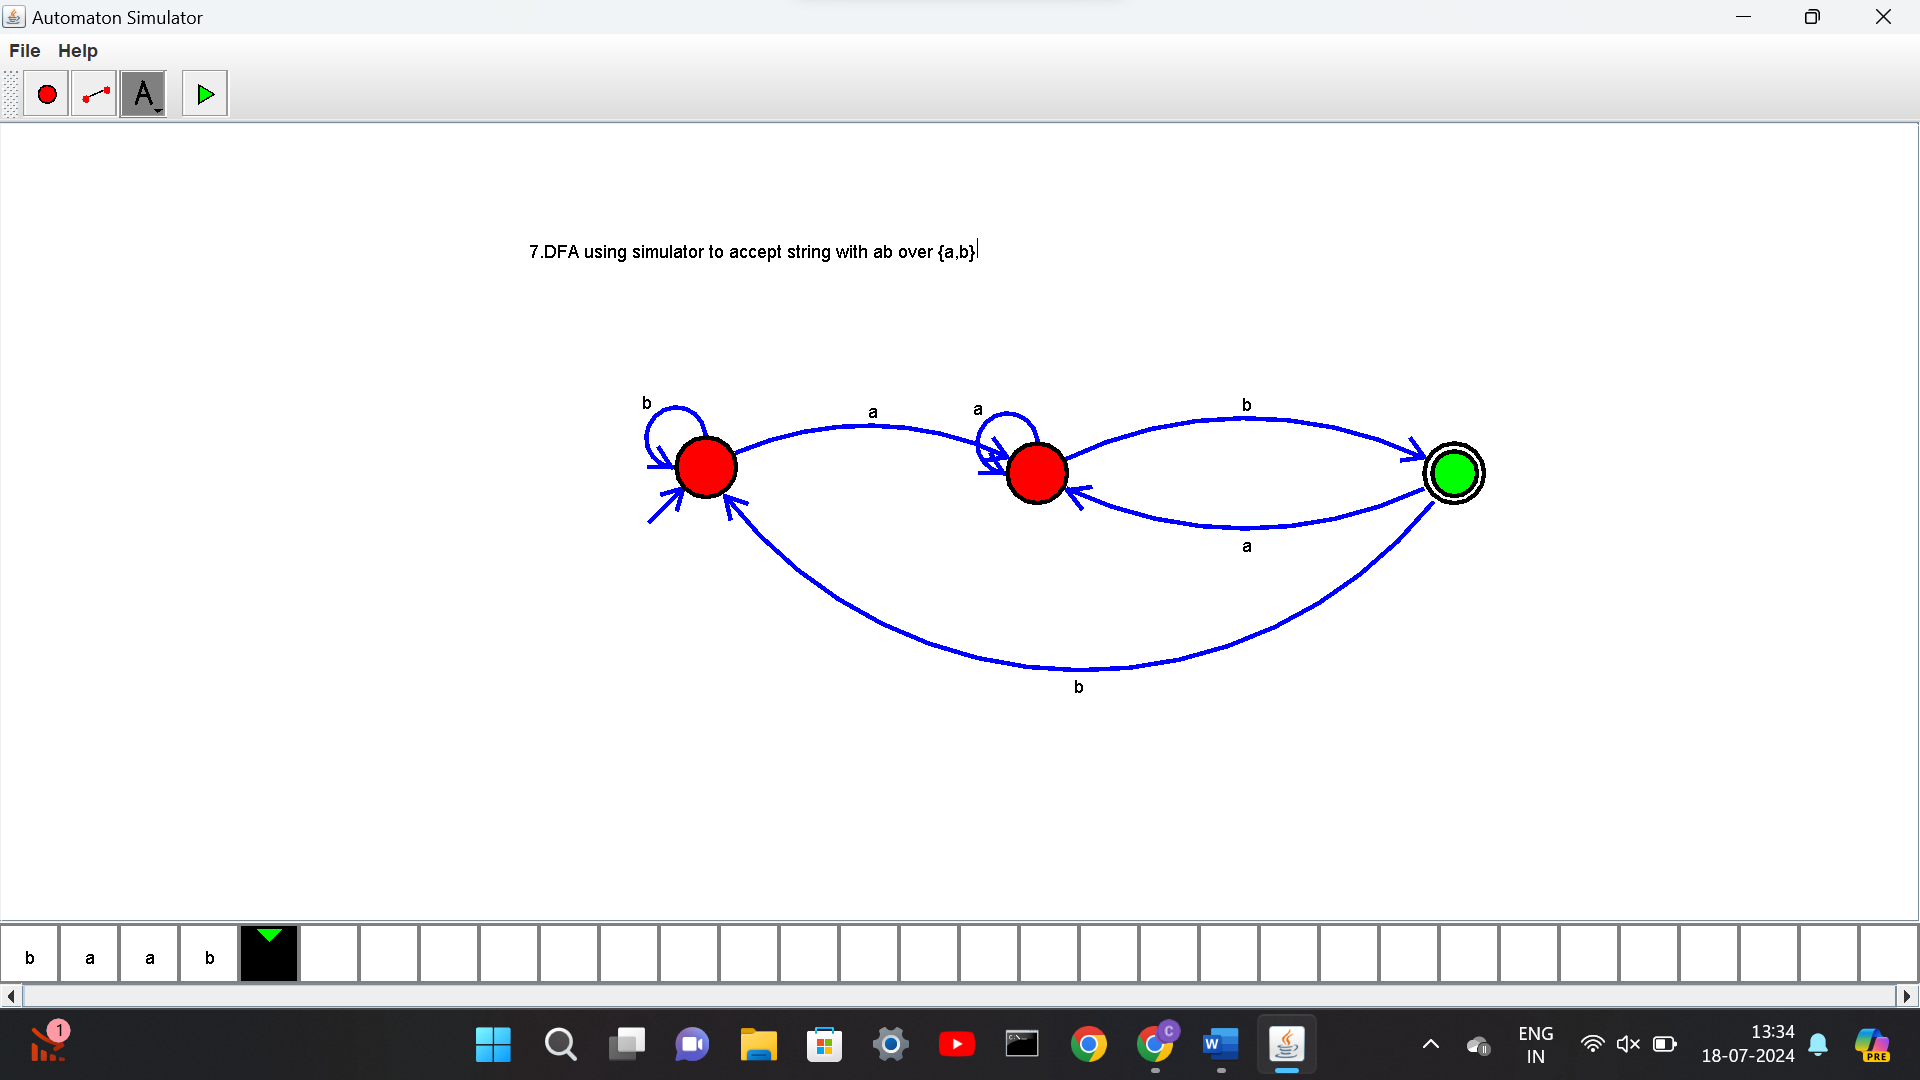 Automaton Simulator
File Help
A
7.DFA using simulator to accept string with ab over {a,b}
b
a
a
b
a
b
b a a b
1
C
ENG
IN
13:34
18-07-2024
PRE